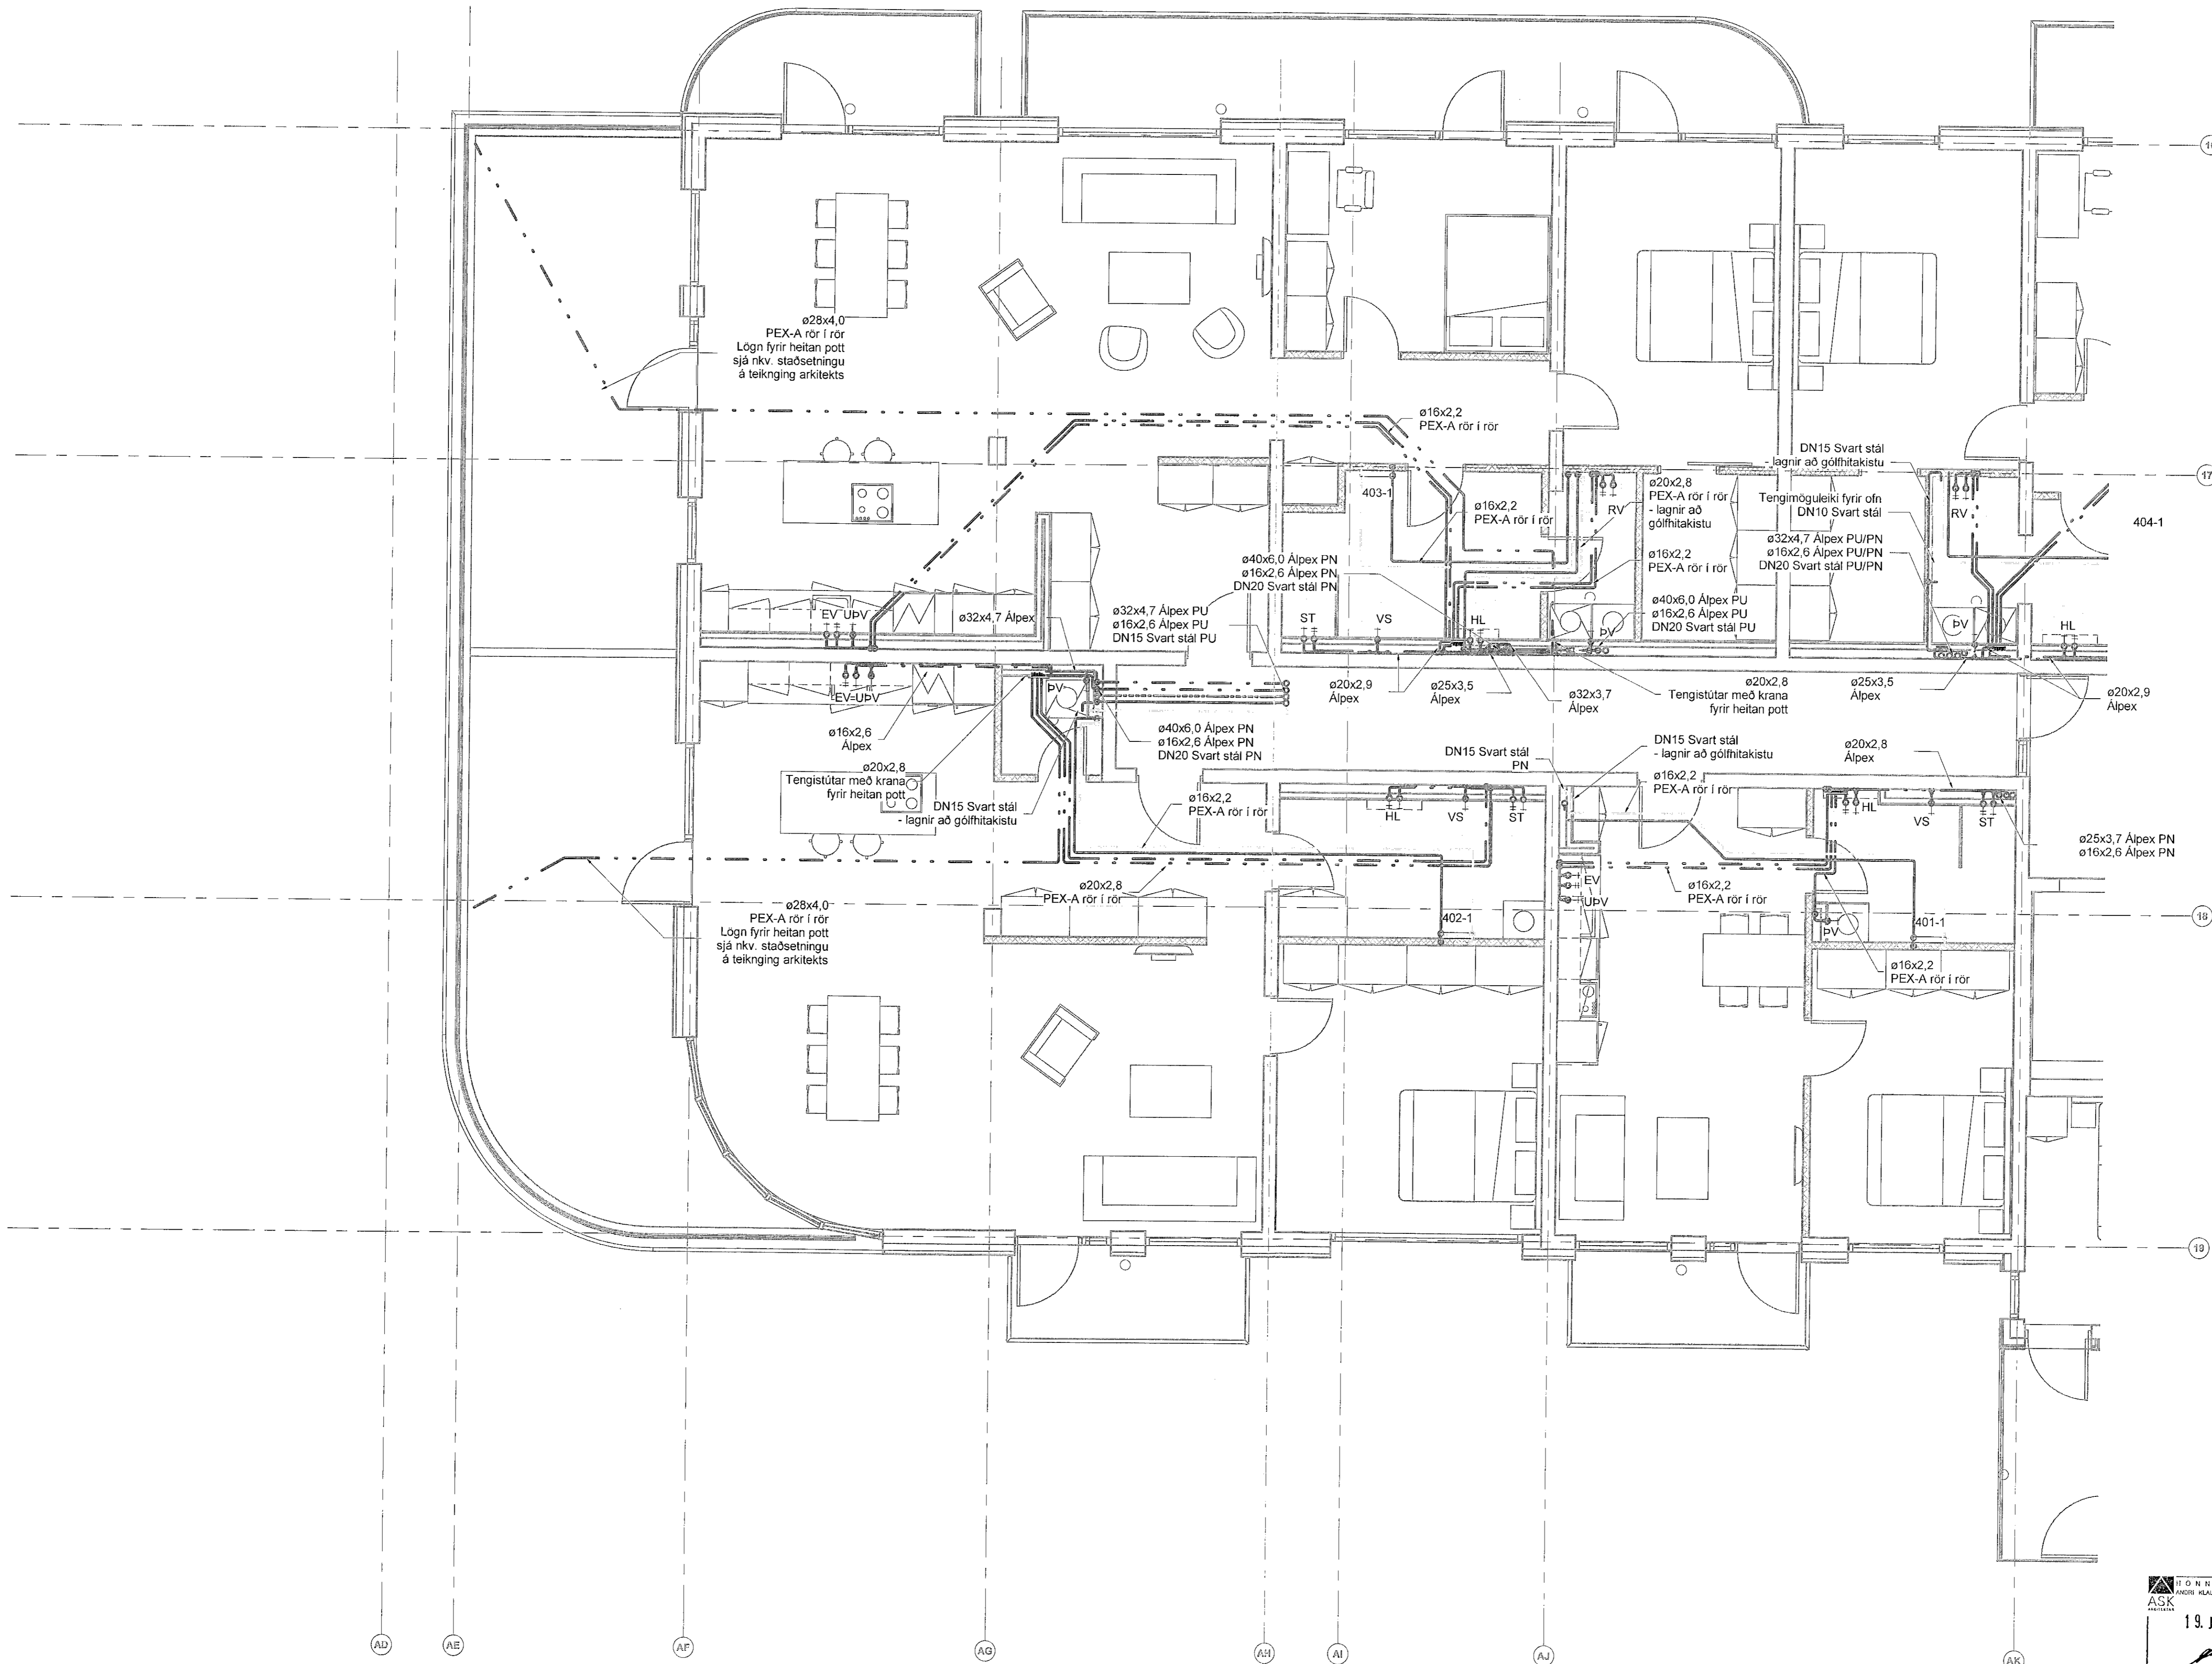 ø28x4,0
PEX-A rör í rör
Lögn fyrir heitan pott
sjá nkv. staðsetningu
á teiknging arkitekts
ø16x2,2
PEX-A rör í rör
403-1
ø16x2,2
PEX-A rör í rör
RV
ø20x2,8
PEX-A rör í rör
- lagnir að
gólfhitakistu
ø16x2,2
PEX-A rör í rör
ø40x6,0 Álpex PU
ø16x2,6 Álpex PU
DN20 Svart stál PU
DN15 Svart stál
- lagnir að gólfhitakistu
Tengimöguleiki fyrir ofn
DN10 Svart stál
ø32x4,7 Álpex PU/PN
ø16x2,6 Álpex PU/PN
DN20 Svart stál PU/PN
RV
17
404-1
ø40x6,0 Álpex PN
ø16x2,6 Álpex PN
DN20 Svart stál PN
ø32x4,7 Álpex PU
ø16x2,6 Álpex PU
DN15 Svart stál PU
EV UÞV
ø32x4,7 Álpex
ST
VS
HL
ÞV
ÞV
HL
EV UÞV
ÞV
ø20x2,9
Álpex
ø25x3,5
Álpex
ø32x3,7
Álpex
ø20x2,8
Tengistútar með krana
fyrir heitan pott
ø25x3,5
Álpex
ø20x2,9
Álpex
ø16x2,6
Álpex
ø40x6,0 Álpex PN
ø16x2,6 Álpex PN
DN20 Svart stál PN
ø20x2,8
Tengistútar með krana
fyrir heitan pott
DN15 Svart stál
- lagnir að gólfhitakistu
DN15 Svart stál
PN
DN15 Svart stál
- lagnir að gólfhitakistu
ø16x2,2
PEX-A rör í rör
ø20x2,8
Álpex
ø16x2,2
PEX-A rör í rör
HL
VS
ST
HL
VS
ST
ø25x3,7 Álpex PN
ø16x2,6 Álpex PN
ø20x2,8
PEX-A rör í rör
EV
UÞV
ø16x2,2
PEX-A rör í rör
ø28x4,0
PEX-A rör í rör
Lögn fyrir heitan pott
sjá nkv. staðsetningu
á teiknging arkitekts
402-1
ÞV
401-1
18
ø16x2,2
PEX-A rör í rör
19
AD
AE
AF
AG
AH
AI
AJ
AK
ASK
ARKITEKTAR